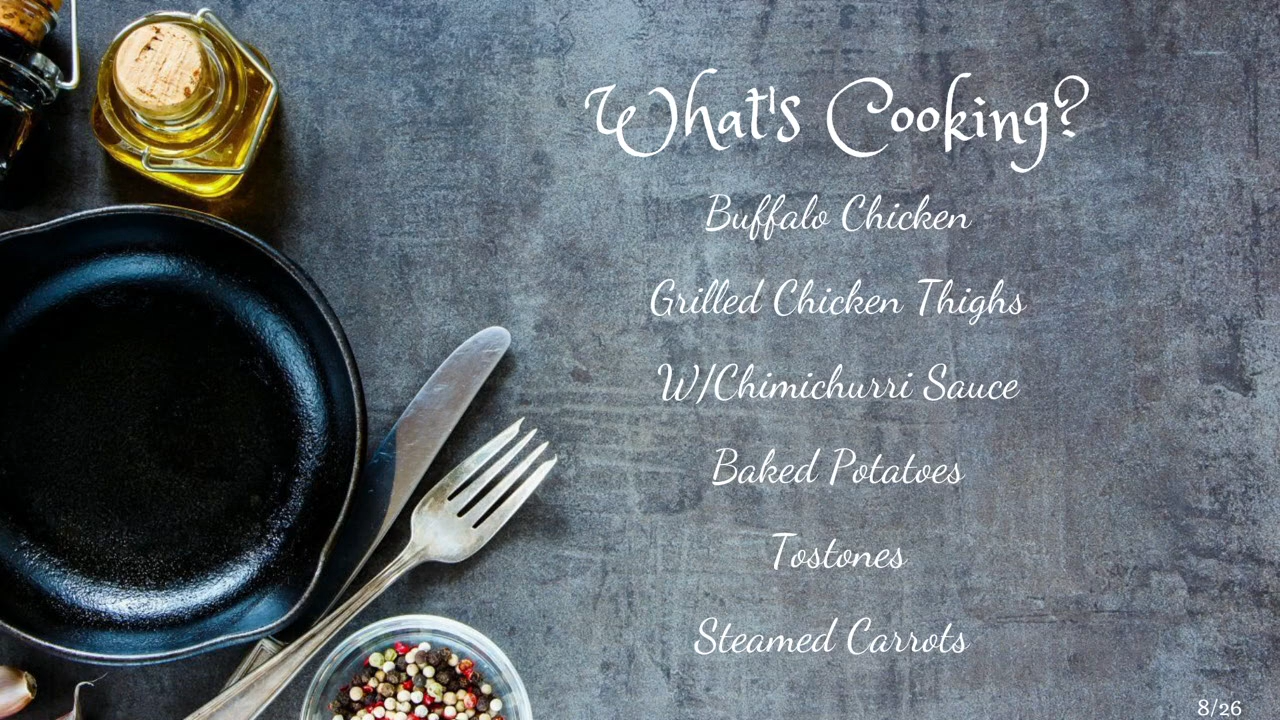 What's Cooking?
Buffalo Chicken
Grilled Chicken Thighs
W/Chimichurri Sauce
Baked Potatoes
Tostones
Steamed Carrots
8/26